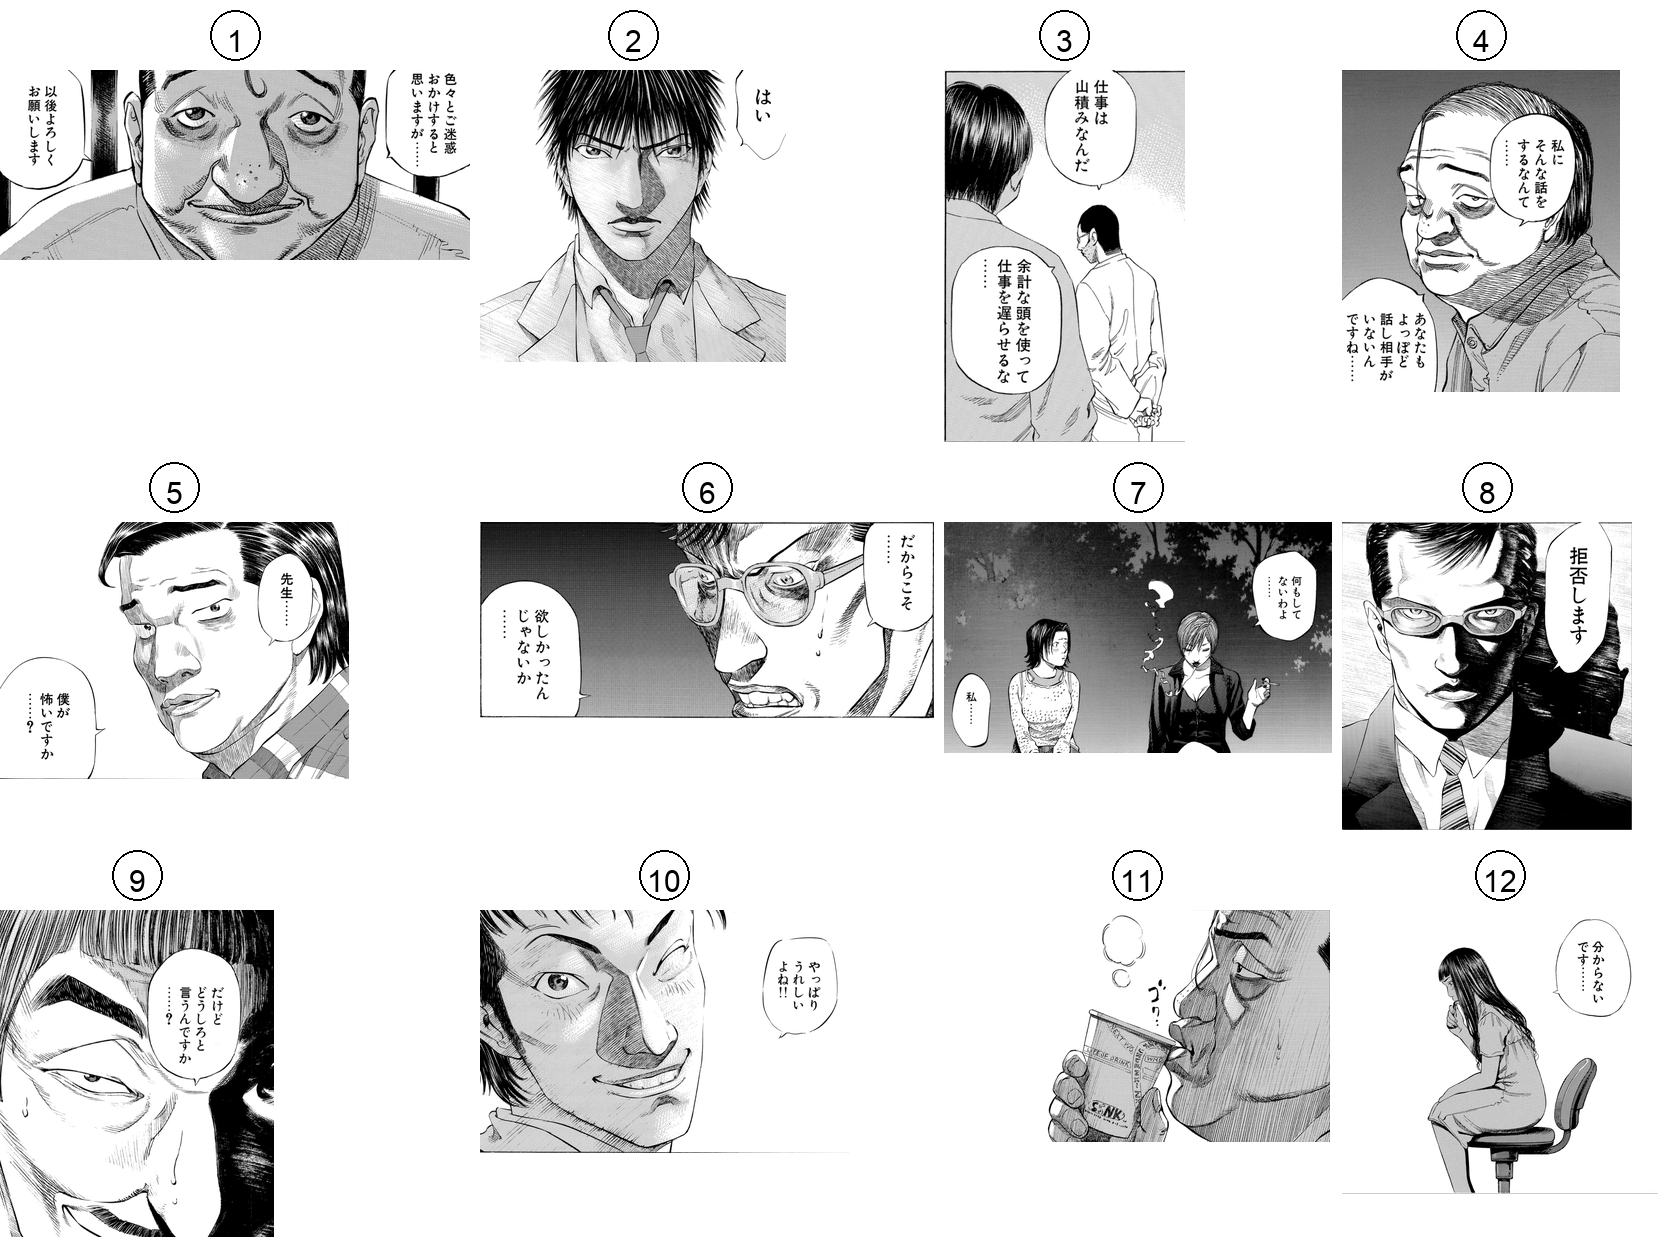 1
色々とご迷惑
おかけすると
思いますが……
以後よろしく
お願いします
2
はい
3
仕事は
山積みなんだ
余計な頭を使って
仕事を遅らせるな
……
4
私に
そんな話を
するなんて
……
あなたも
よっぽど
話し相手が
いないん
ですね……
5
先生……
僕が
怖いですか
……?
6
だからこそ
……
欲しかったん
じゃないか
……
7
何もして
ないわよ
……
私……
8
拒否します
9
だけど
どうしろと
言うんですか
……?
10
やっぱり
うれしい
よね!!
11
ゴク…
12
分からない
です……